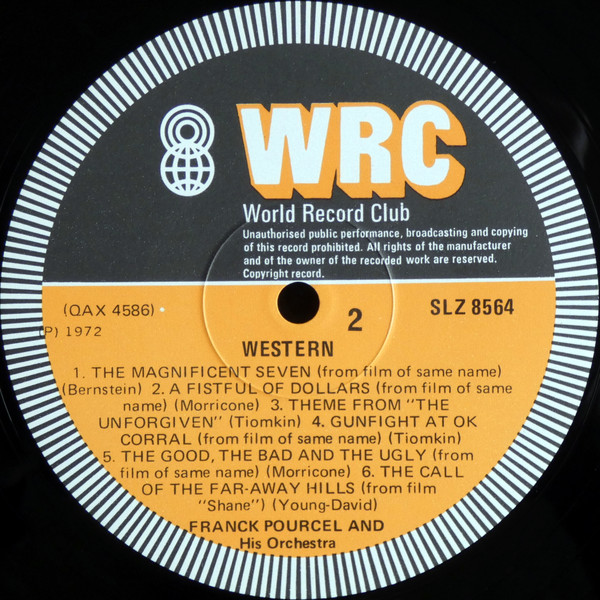 WRC
World Record Club
Unauthorised public performance, broadcasting and copying
of this record prohibited. All rights of the manufacturer
and of the owner of the recorded work are reserved.
Copyright record.
(QAX 4586)
SLZ 8564
2
(P) 1972
WESTERN
1. THE MAGNIFICENT SEVEN (from film of same name)
(Bernstein) 2. A FISTFUL OF DOLLARS (from film of same
name) (Morricone) 3. THEME FROM "THE
UNFORGIVEN" (Tiomkin) 4. GUNFIGHT AT OK
CORRAL (from film of same name) (Tiomkin)
5. THE GOOD, THE BAD AND THE UGLY (from
film of same name) (Morricone) 6. THE CALL
OF THE FAR-AWAY HILLS (from film
"Shane") (Young-David)
FRANCK POURCEL AND
His Orchestra